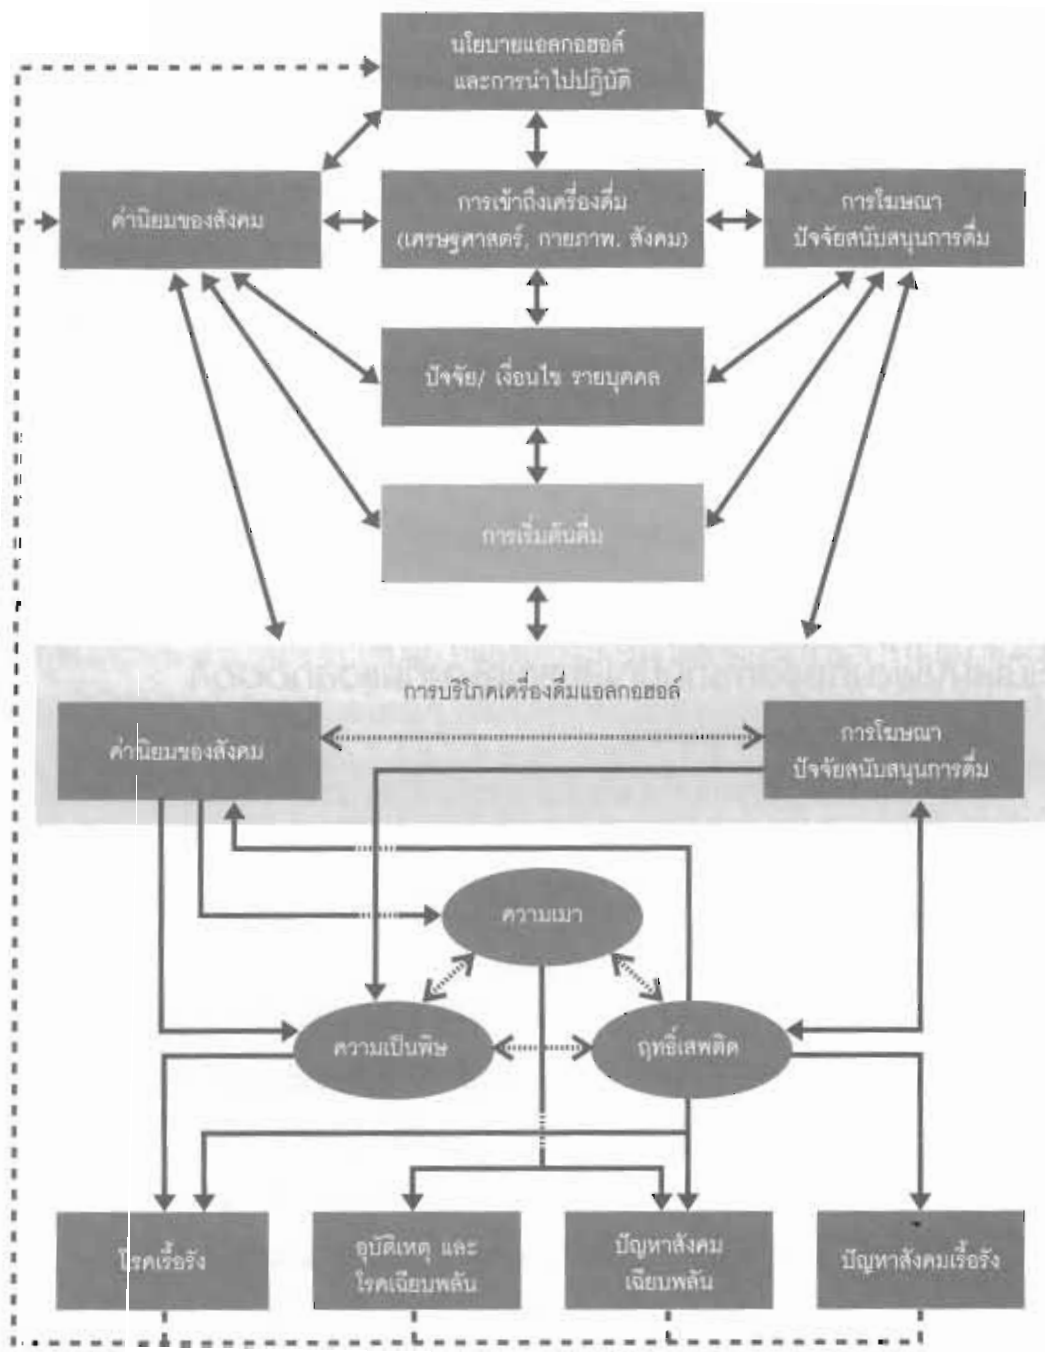 นโยบายแอลกอฮอล์
และการนำไปปฏิบัติ
ค่านิยมของสังคม
การเข้าถึงเครื่องดื่ม
(เศรษฐศาสตร์, กายภาพ. สังคม)
การโฆษณา
ปัจจัยสนับสนุนการดื่ม
ปัจจัย/ เงื่อนไข รายบุคคล
การเริ่มต้นดื่ม
การบริโภคเครื่องดื่มแอลกอฮอล์
ค่านิยมของสังคม
การโฆษณา
ปัจจัยสนับสนุนการดื่ม
ความเมา
ความเป็นพิษ
ฤทธิ์เสพติด
โรคเรื้อรัง
อุบัติเหตุ และ
โรคเฉียบพลัน
ปัญหาสังคม
เฉียบพลัน
ปัญหาสังคมเรื้อรัง